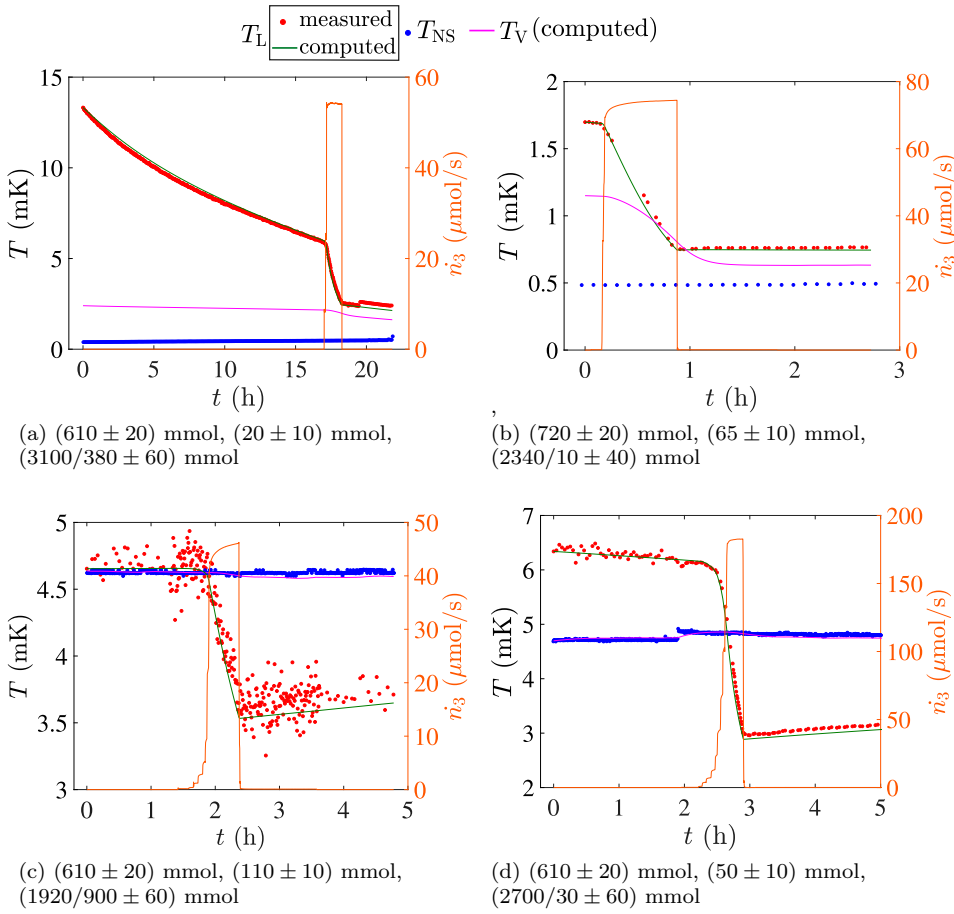 T_L measured computed T_NS T_V (computed)
15
10
5
0
T (mK)
60
40
20
0
ṅ₃ (μmol/s)
0 5 10 15 20
t (h)
2
1.5
1
0.5
0
T (mK)
80
60
40
20
0
ṅ₃ (μmol/s)
0 1 2 3
t (h)
,
(a) (610 ± 20) mmol, (20 ± 10) mmol,
(3100/380 ± 60) mmol
(b) (720 ± 20) mmol, (65 ± 10) mmol,
(2340/10 ± 40) mmol
5
4.5
4
3.5
3
T (mK)
50
40
30
20
10
0
ṅ₃ (μmol/s)
0 1 2 3 4 5
t (h)
7
6
5
4
3
2
T (mK)
200
150
100
50
0
ṅ₃ (μmol/s)
0 1 2 3 4 5
t (h)
(c) (610 ± 20) mmol, (110 ± 10) mmol,
(1920/900 ± 60) mmol
(d) (610 ± 20) mmol, (50 ± 10) mmol,
(2700/30 ± 60) mmol